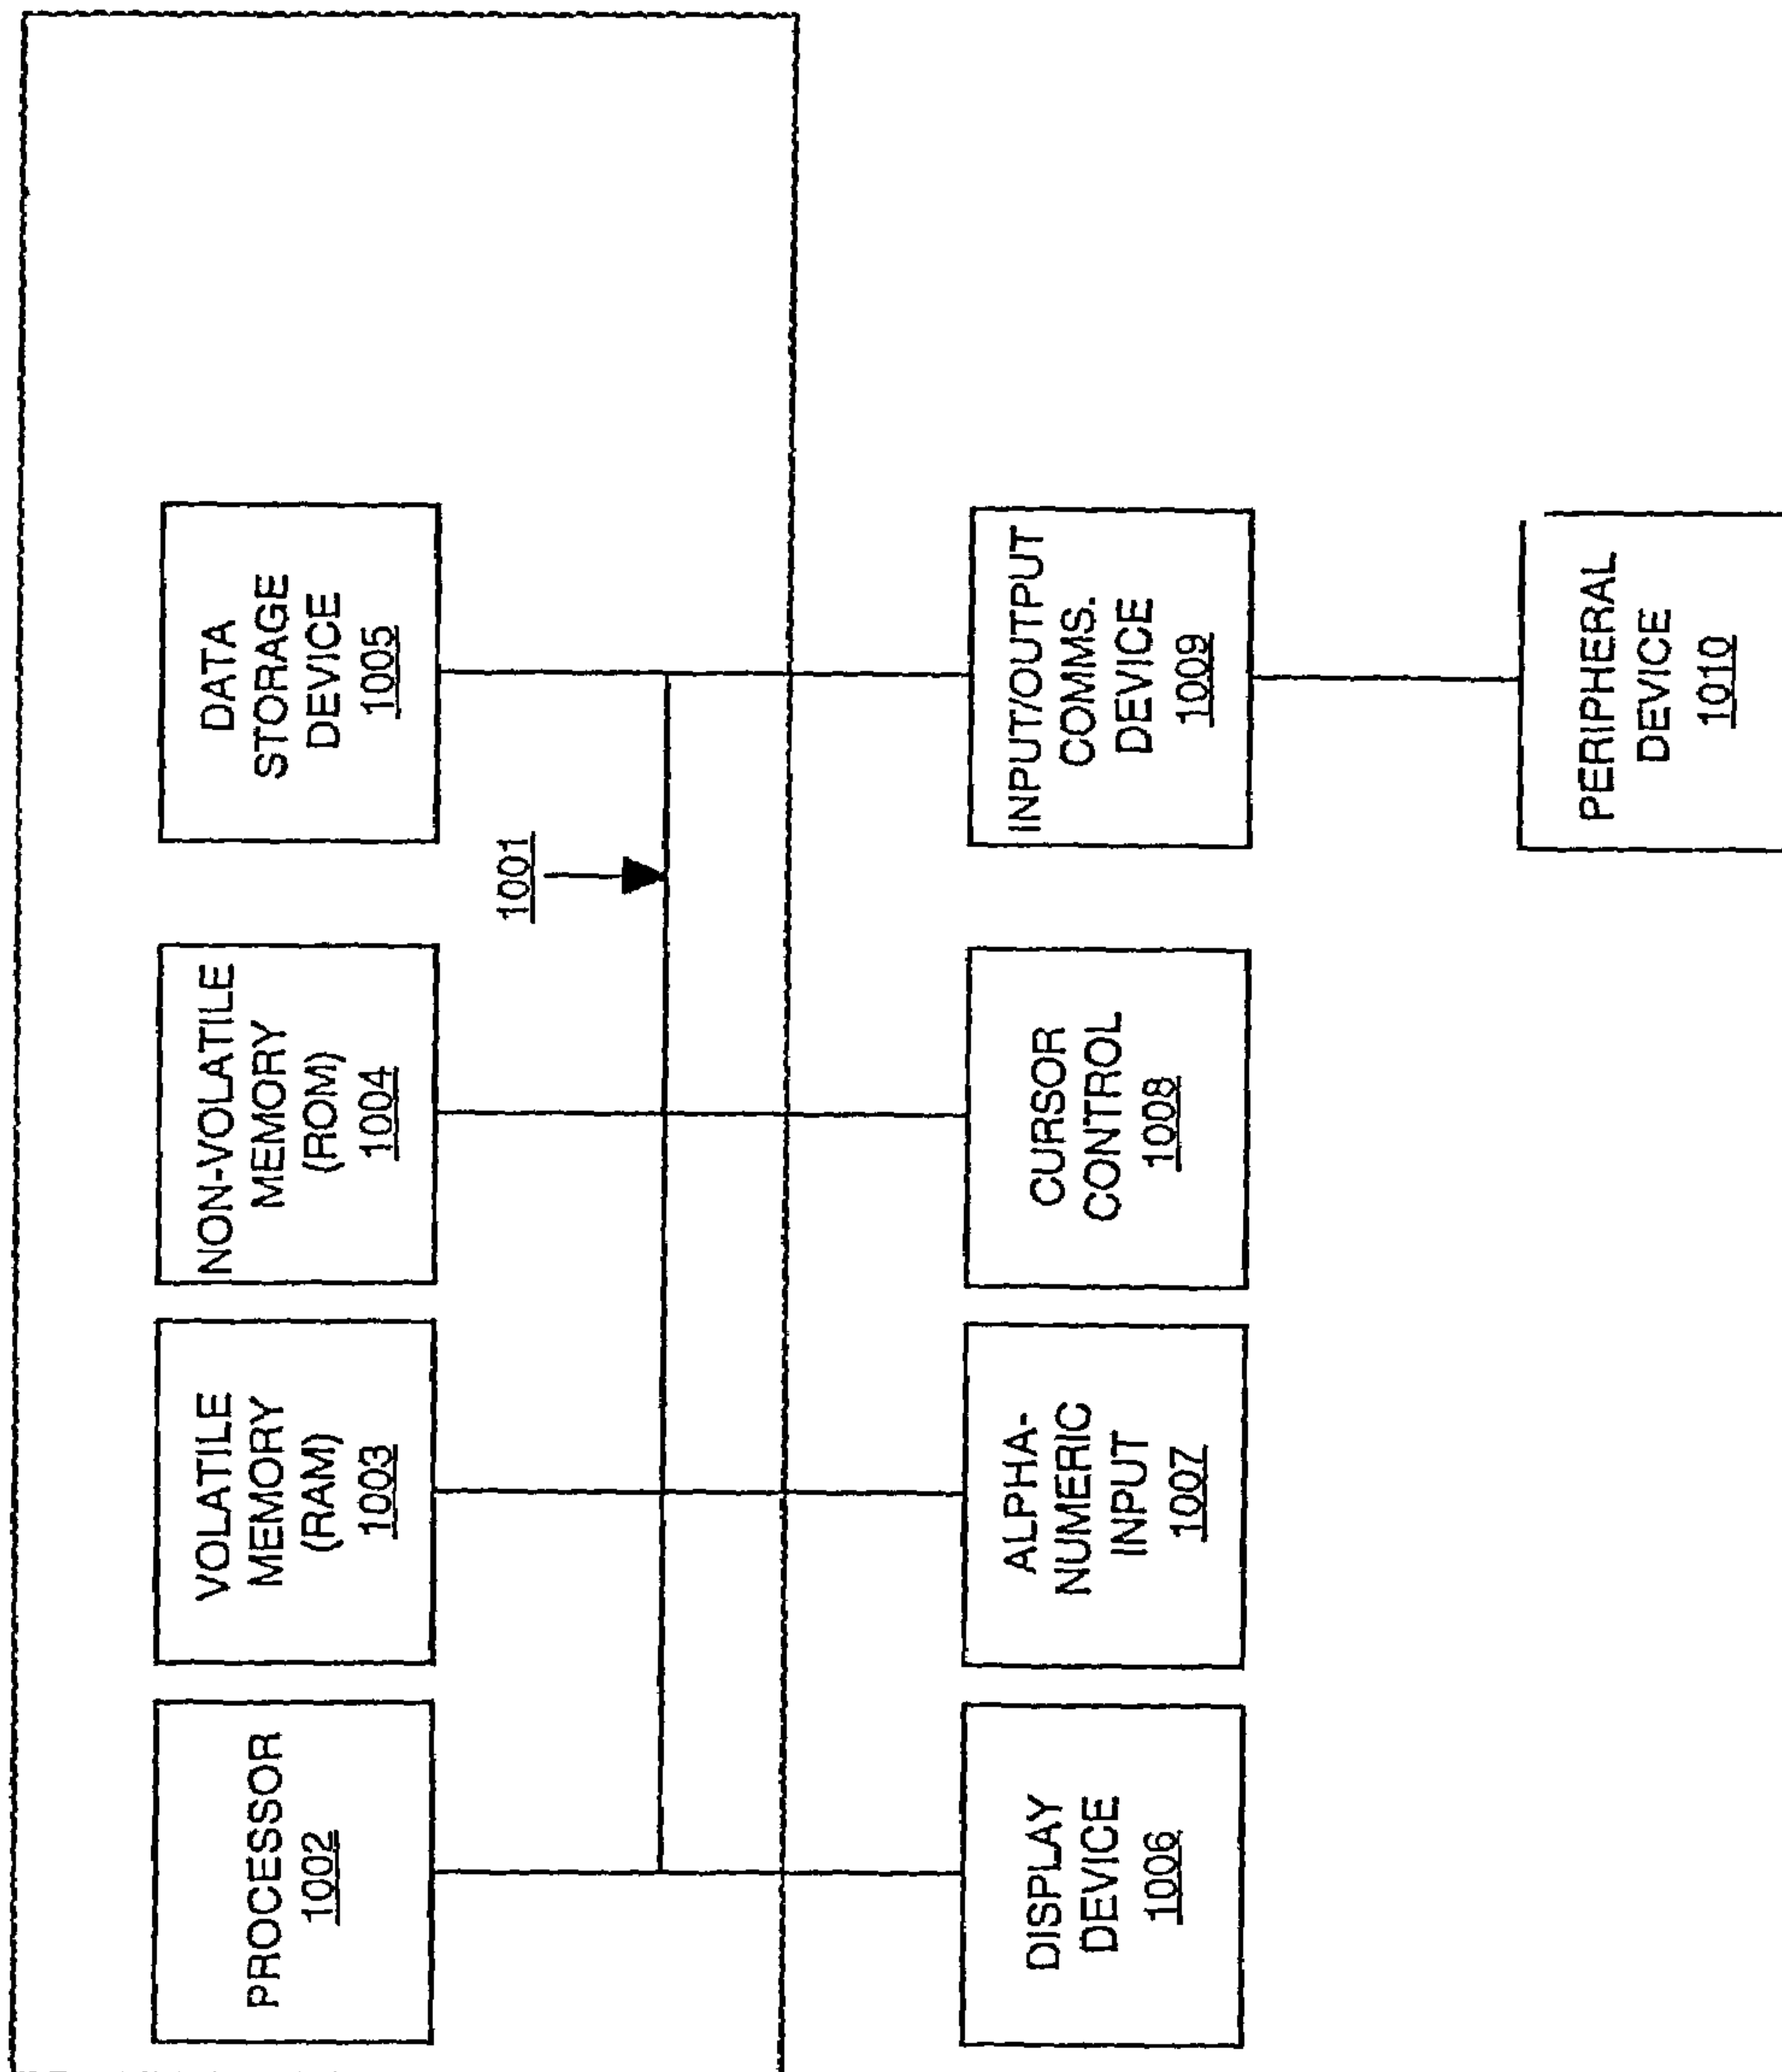 PROCESSOR
1002
VOLATILE
MEMORY
(RAM)
1003
NON-VOLATILE
MEMORY
(ROM)
1004
DATA
STORAGE
DEVICE
1005
1001
DISPLAY
DEVICE
1006
ALPHA-
NUMERIC
INPUT
1007
CURSOR
CONTROL
1008
INPUT/OUTPUT
COMMS.
DEVICE
1009
PERIPHERAL
DEVICE
1010